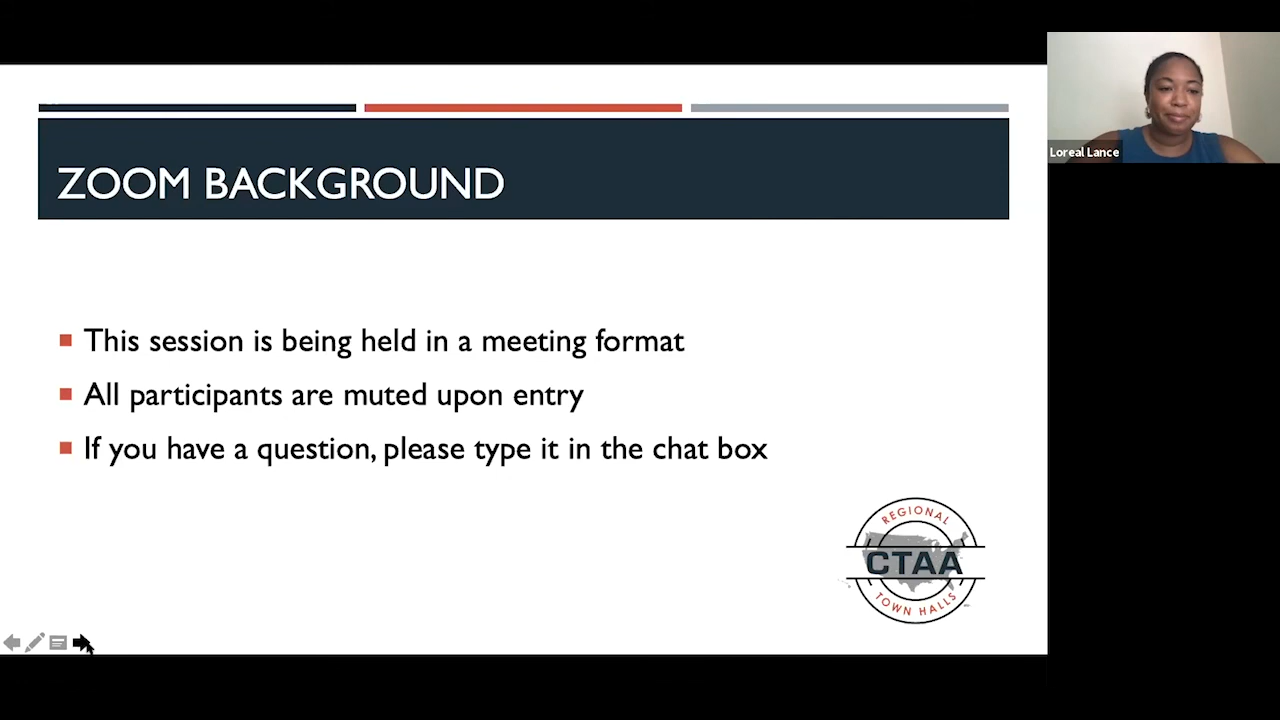 ZOOM BACKGROUND
This session is being held in a meeting format
All participants are muted upon entry
If you have a question, please type it in the chat box
REGIONAL
CTAA
TOWN HALLS
Loreal Lance